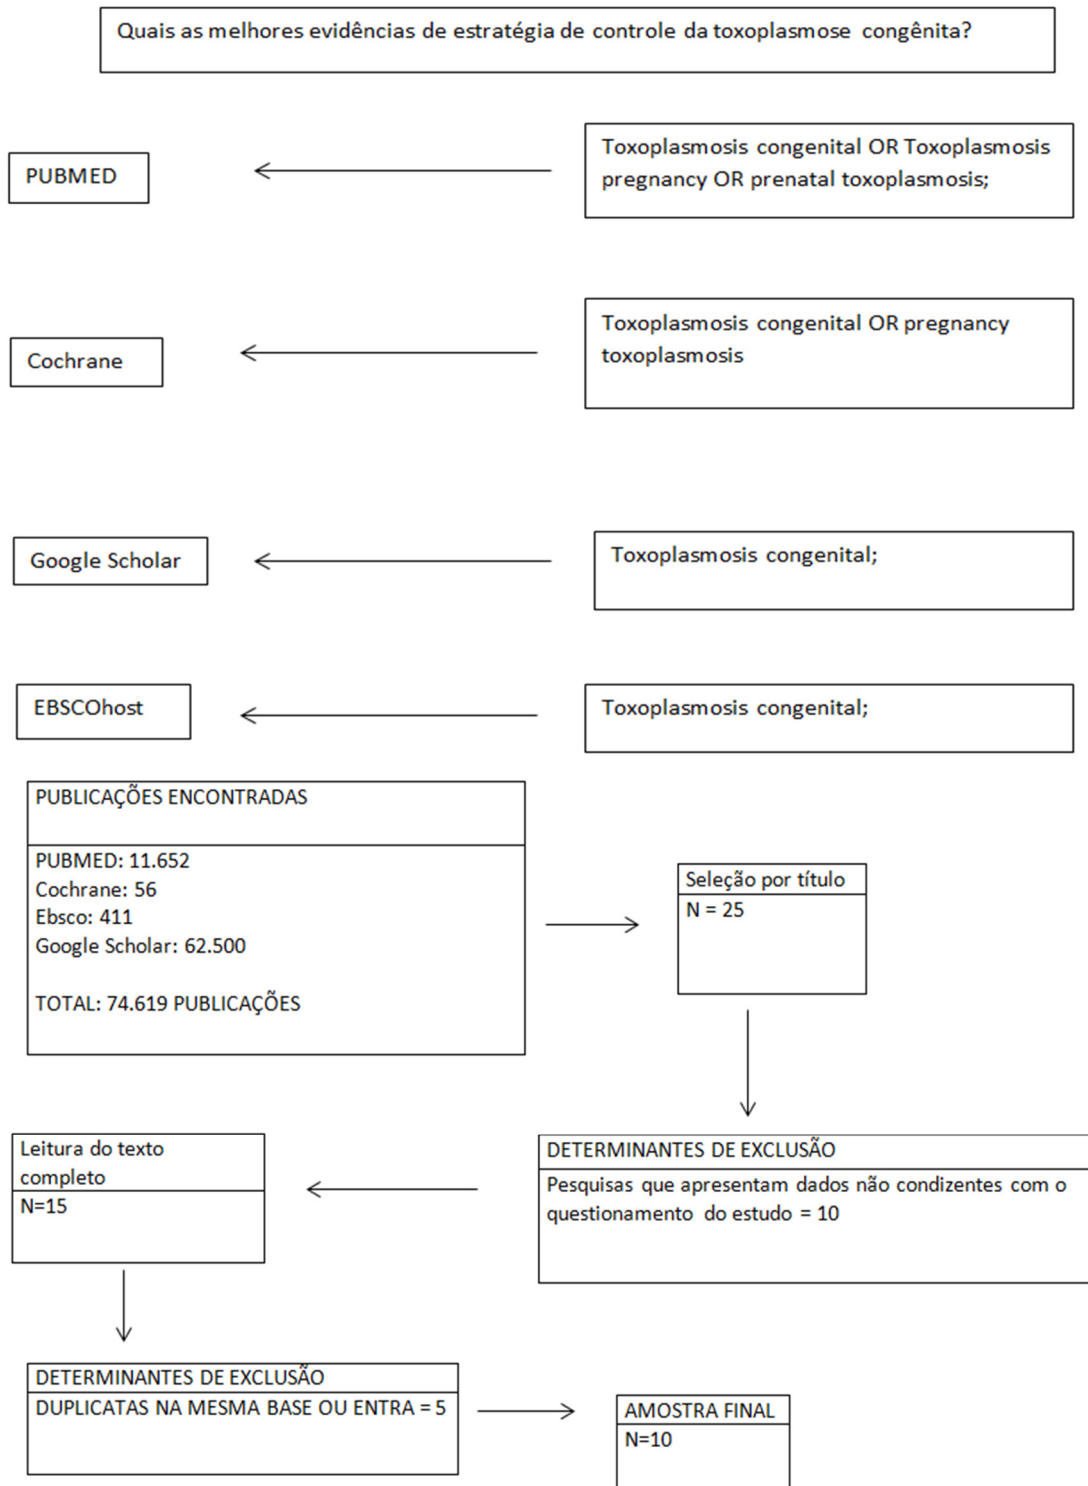 Quais as melhores evidências de estratégia de controle da toxoplasmose congênita?
PUBMED
Toxoplasmosis congenital OR Toxoplasmosis
pregnancy OR prenatal toxoplasmosis;
Cochrane
Toxoplasmosis congenital OR pregnancy
toxoplasmosis
Google Scholar
Toxoplasmosis congenital;
EBSCOhost
Toxoplasmosis congenital;
PUBLICAÇÕES ENCONTRADAS
PUBMED: 11.652
Cochrane: 56
Ebsco: 411
Google Scholar: 62.500
TOTAL: 74.619 PUBLICAÇÕES
Seleção por título
N = 25
DETERMINANTES DE EXCLUSÃO
Pesquisas que apresentam dados não condizentes com o
questionamento do estudo = 10
Leitura do texto
completo
N=15
DETERMINANTES DE EXCLUSÃO
DUPLICATAS NA MESMA BASE OU ENTRA = 5
AMOSTRA FINAL
N=10